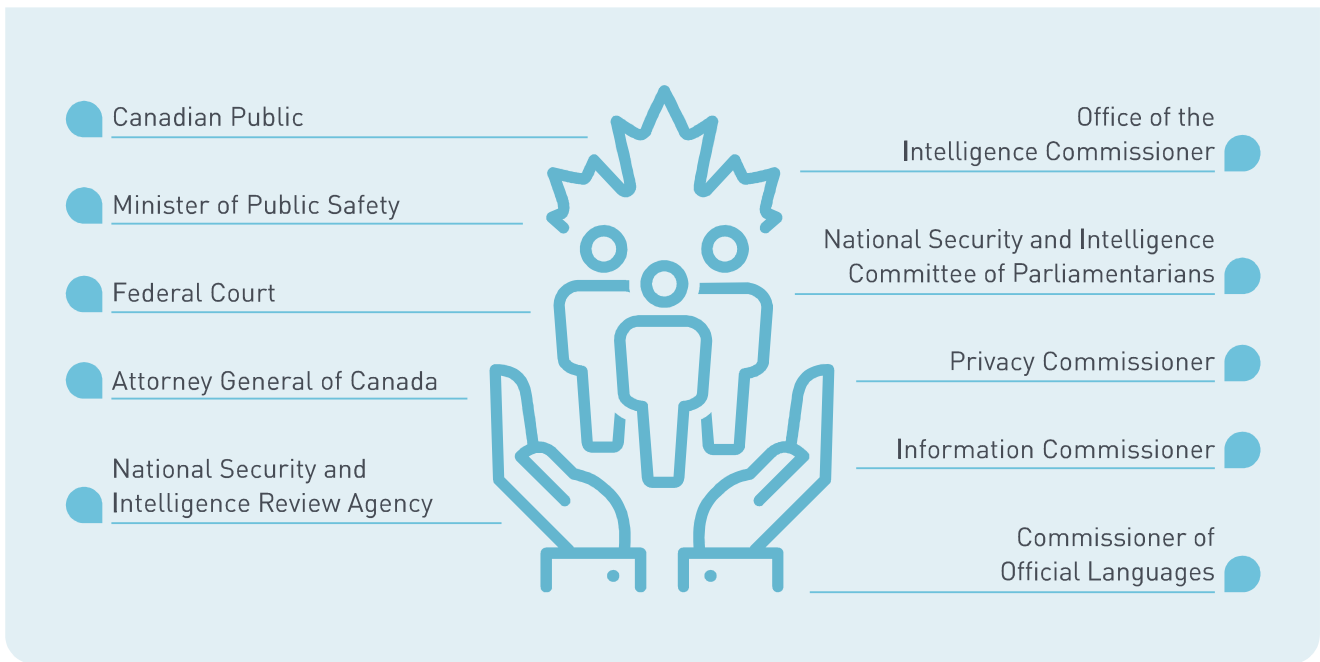 Canadian Public
Minister of Public Safety
Federal Court
Attorney General of Canada
National Security and
Intelligence Review Agency
Office of the
Intelligence Commissioner
National Security and Intelligence
Committee of Parliamentarians
Privacy Commissioner
Information Commissioner
Commissioner of
Official Languages